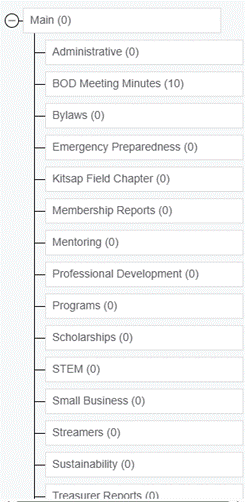 Main (0)
Administrative (0)
BOD Meeting Minutes (10)
Bylaws (0)
Emergency Preparedness (0)
Kitsap Field Chapter (0)
Membership Reports (0)
Mentoring (0)
Professional Development (0)
Programs (0)
Scholarships (0)
STEM (0)
Small Business (0)
Streamers (0)
Sustainability (0)
Treasurer Reports (0)